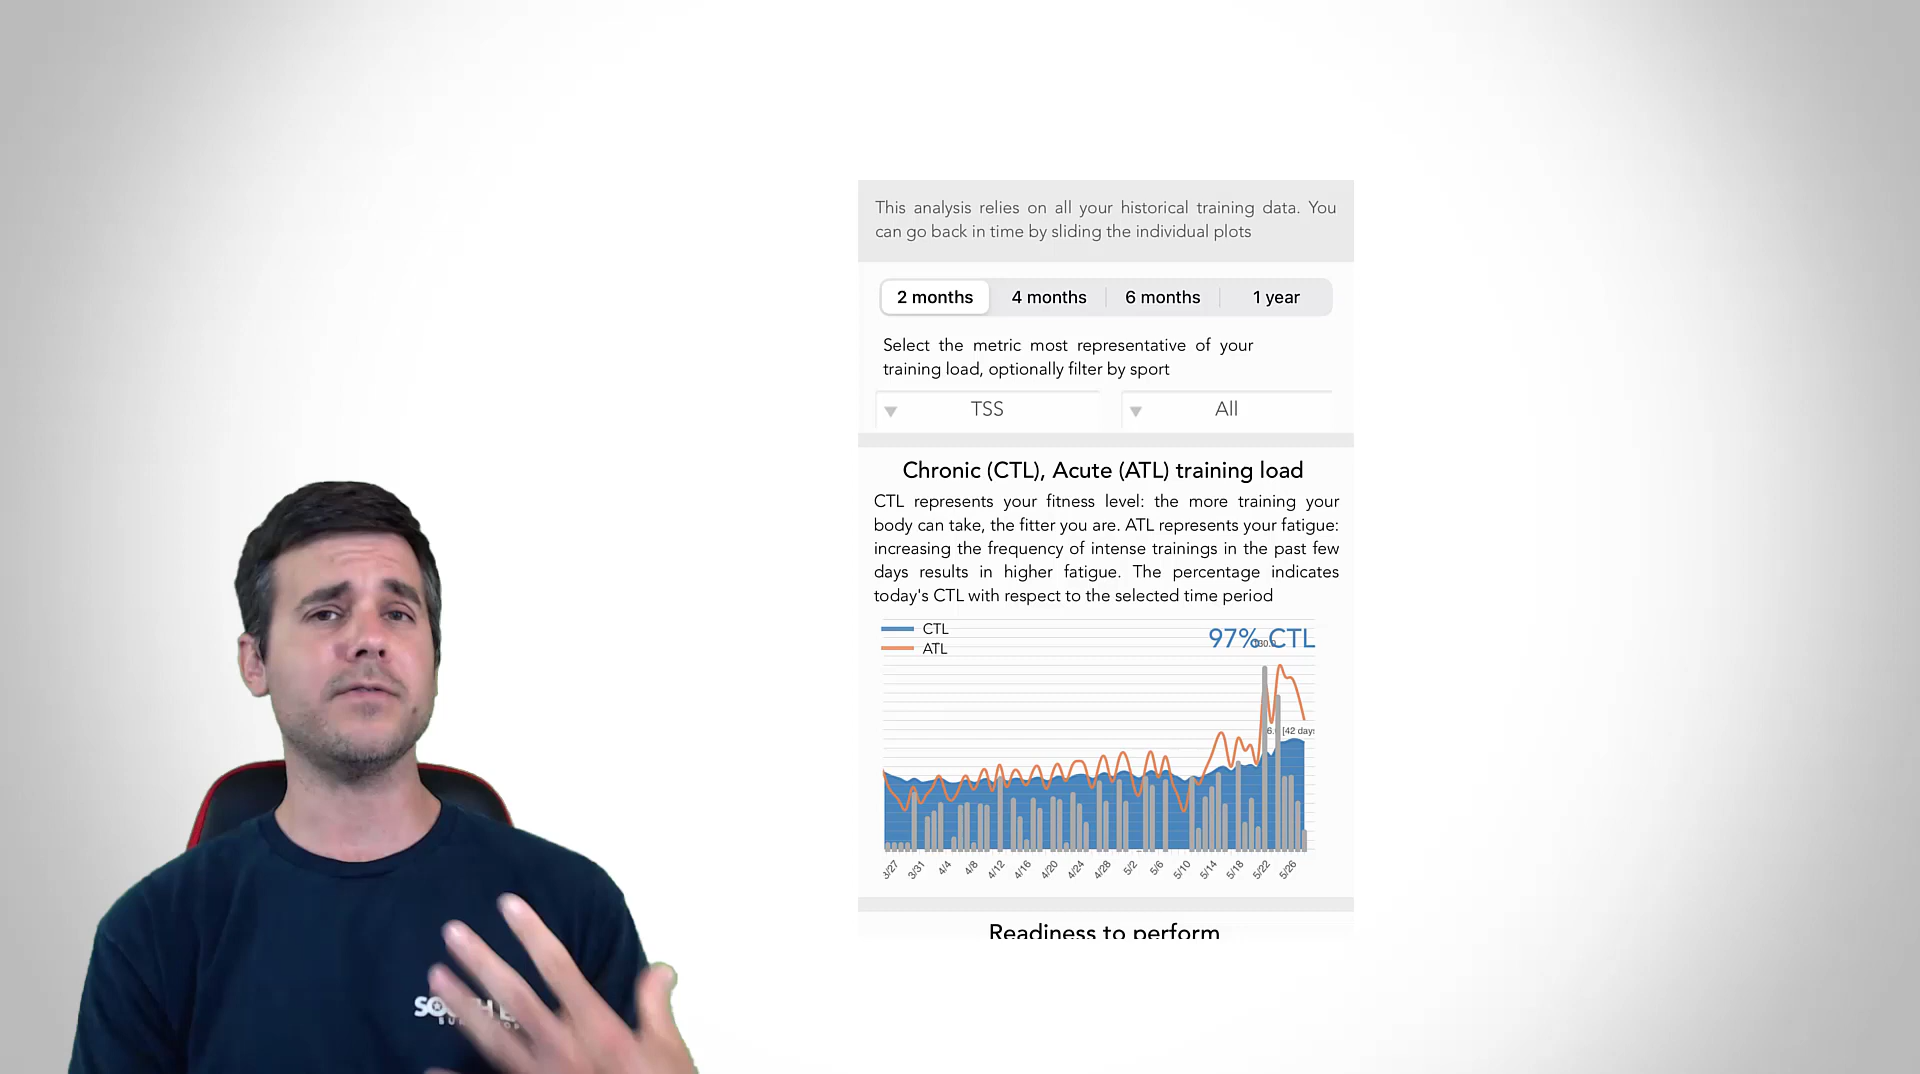 This analysis relies on all your historical training data. You
can go back in time by sliding the individual plots
2 months 4 months 6 months 1 year
Select the metric most representative of your
training load, optionally filter by sport
TSS All
Chronic (CTL), Acute (ATL) training load
CTL represents your fitness level: the more training your
body can take, the fitter you are. ATL represents your fatigue:
increasing the frequency of intense trainings in the past few
days results in higher fatigue. The percentage indicates
today's CTL with respect to the selected time period
CTL
ATL
97% CTL
[42 days
3/27 3/31 4/4 4/8 4/12 4/16 4/20 4/24 4/28 5/2 5/6 5/10 5/14 5/18 5/22 5/26
Readiness to perform